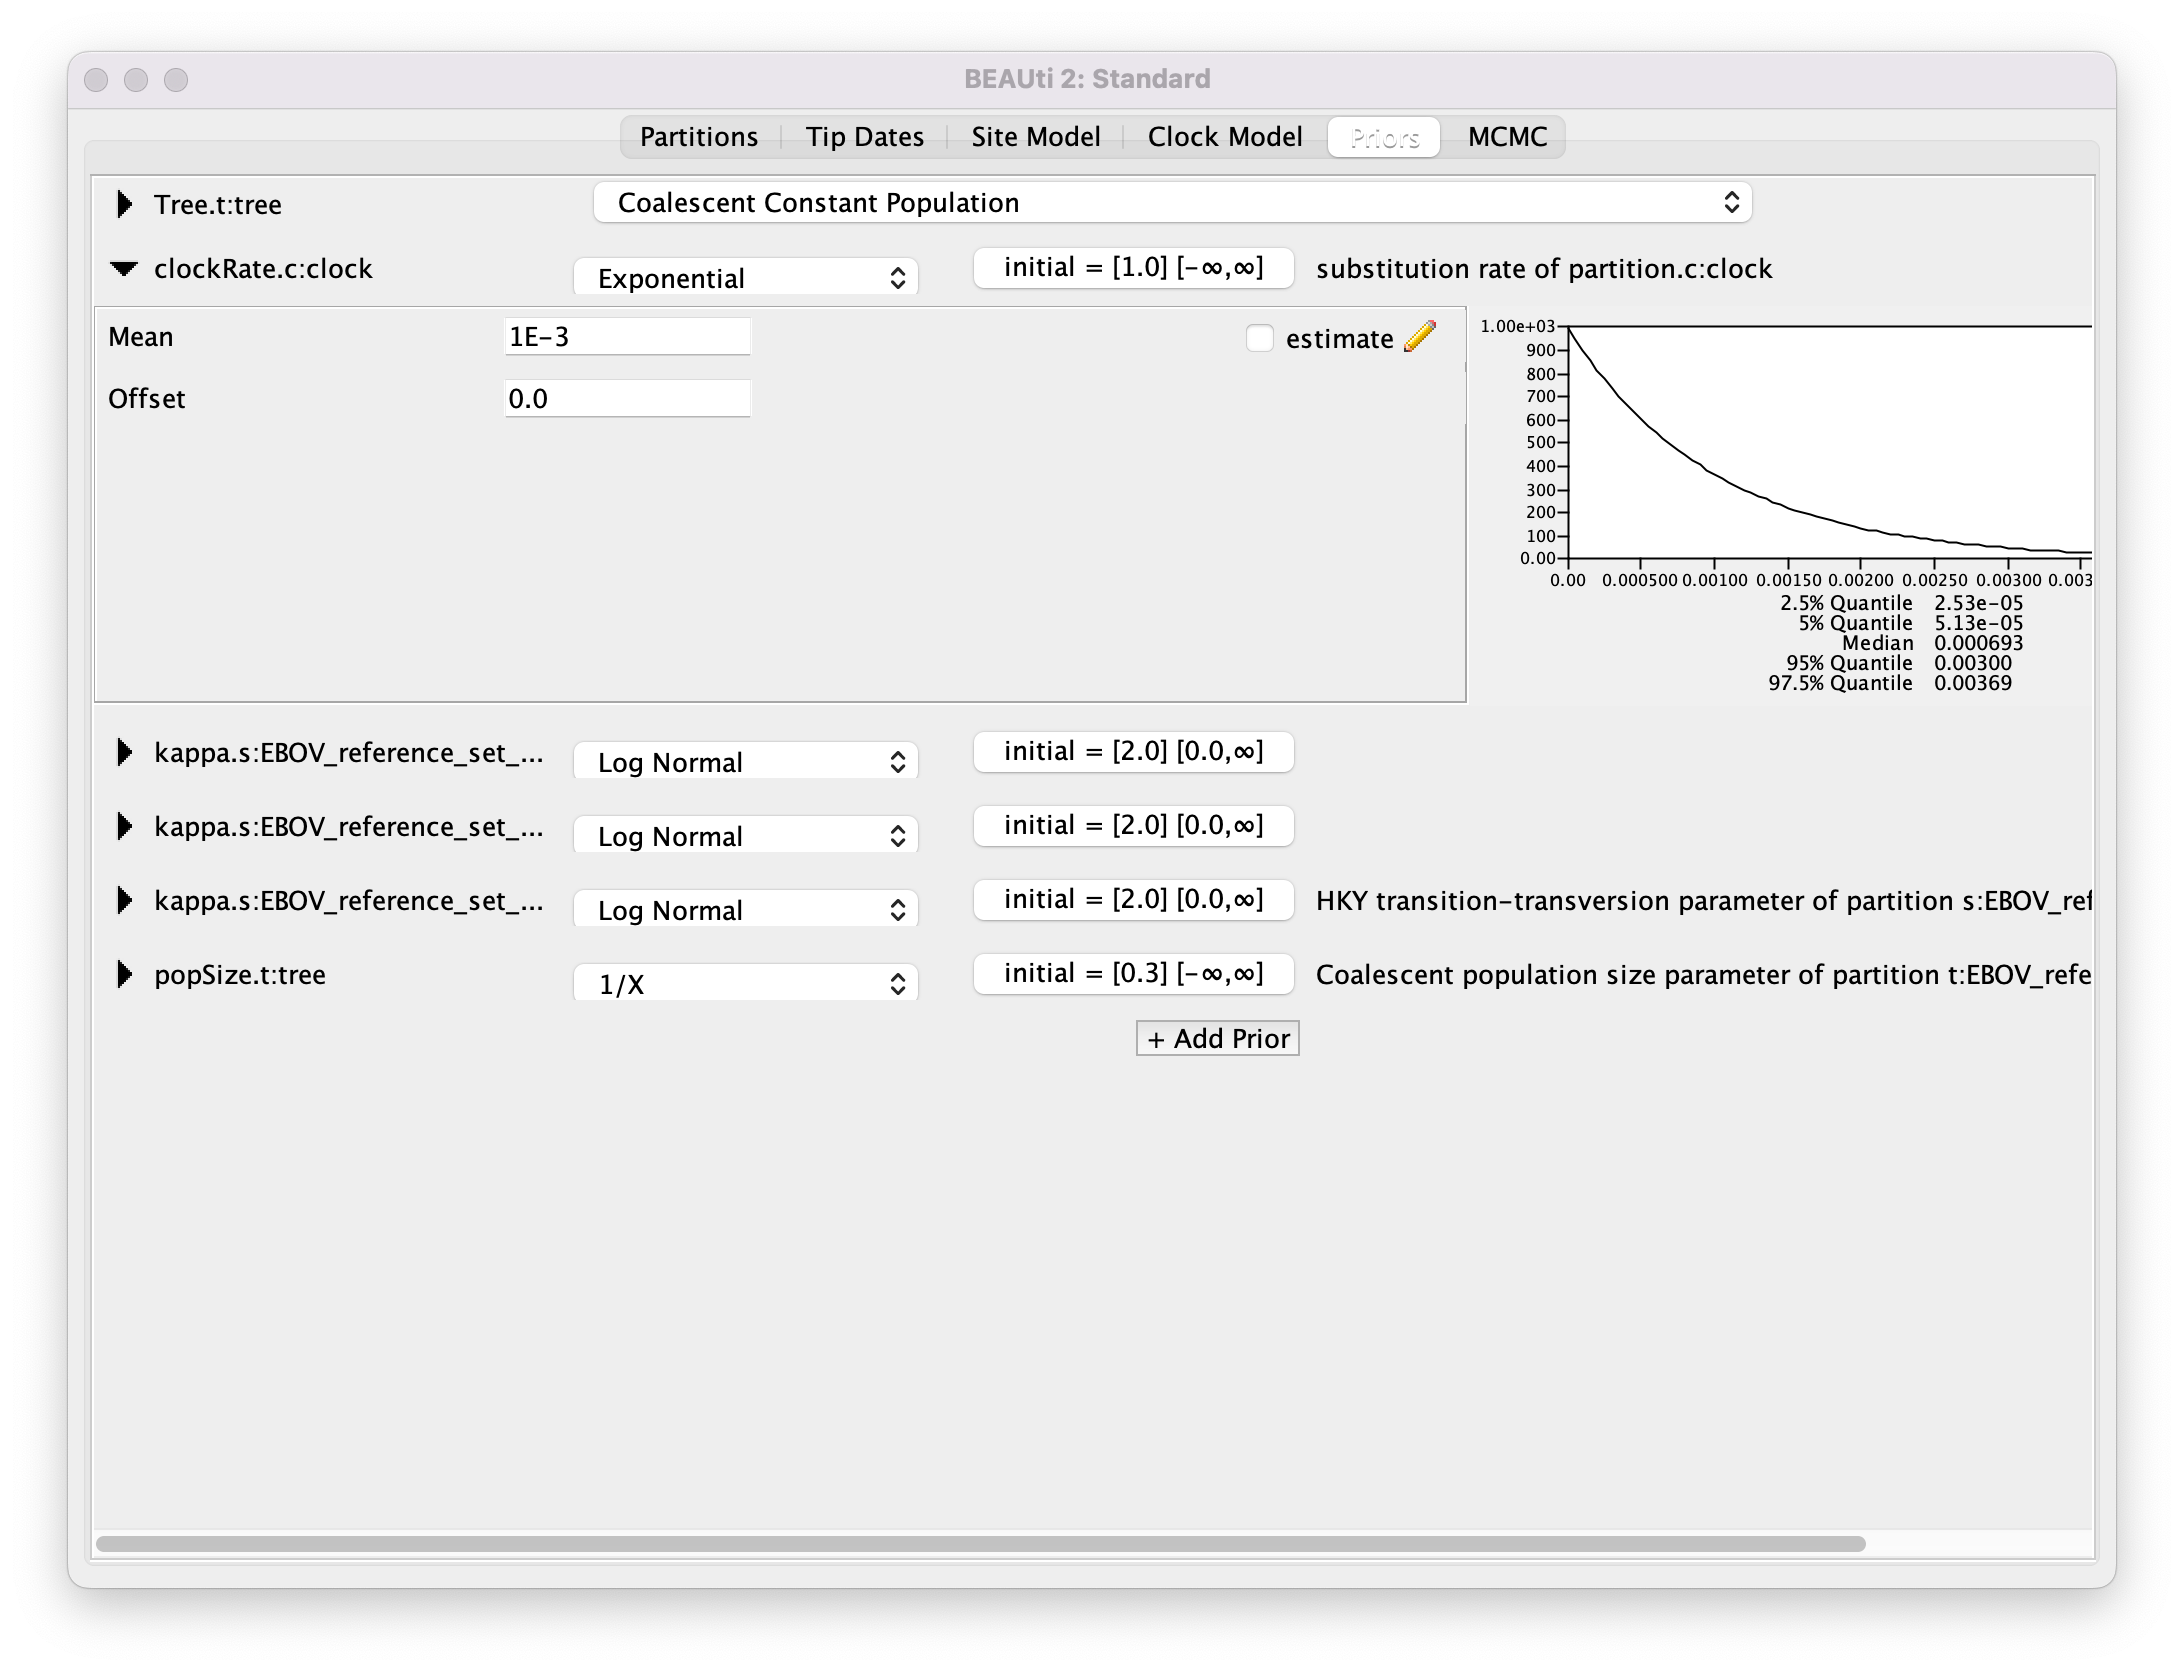 BEAUti 2: Standard
Partitions Tip Dates Site Model Clock Model Priors MCMC
Tree.t:tree Coalescent Constant Population
clockRate.c:clock Exponential initial = [1.0] [-∞,∞] substitution rate of partition.c:clock
Mean 1E-3 estimate
Offset 0.0
1.00e+03
900
800
700
600
500
400
300
200
100
0.00
0.00 0.000500 0.00100 0.00150 0.00200 0.00250 0.00300 0.003
2.5% Quantile 2.53e-05
5% Quantile 5.13e-05
Median 0.000693
95% Quantile 0.00300
97.5% Quantile 0.00369
kappa.s:EBOV_reference_set_... Log Normal initial = [2.0] [0.0,∞]
kappa.s:EBOV_reference_set_... Log Normal initial = [2.0] [0.0,∞]
kappa.s:EBOV_reference_set_... Log Normal initial = [2.0] [0.0,∞] HKY transition-transversion parameter of partition s:EBOV_ref
popSize.t:tree 1/X initial = [0.3] [-∞,∞] Coalescent population size parameter of partition t:EBOV_refe
+ Add Prior